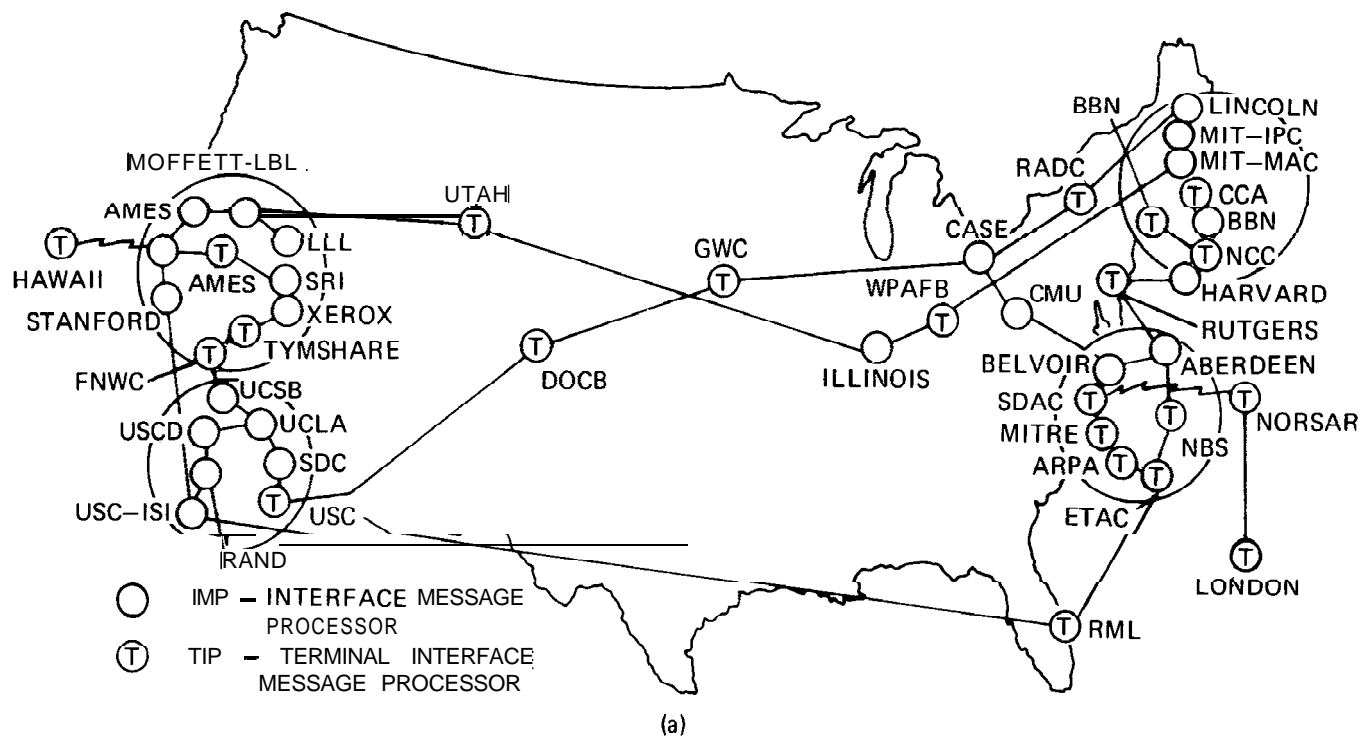 BBN
LINCOLN
MIT-IPC
MIT-MAC
MOFFETT-LBL
RADC
CCA
AMES
UTAH
BBN
T
LLL
CASE
NCC
T
HAWAII
AMES
SRI
GWC
WPAFB
CMU
HARVARD
STANFORD
XEROX
RUTGERS
TYMSHARE
FNWC
DOCB
ILLINOIS
BELVOIR
ABERDEEN
UCSB
SDAC
NORSAR
USCD
UCLA
MITRE
NBS
SDC
ARPA
USC-ISI
USC
ETAC
RAND
LONDON
IMP – INTERFACE MESSAGE
PROCESSOR
RML
T TIP – TERMINAL INTERFACE
MESSAGE PROCESSOR
(a)